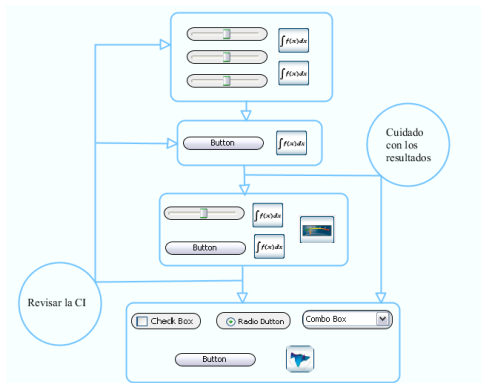 ∫f(x)dx
∫f(x)dx
Button
∫f(x)dx
Cuidado
con los
resultados
∫f(x)dx
Button
∫f(x)dx
Revisar la CI
Check Box
Radio Button
Combo Box
Button